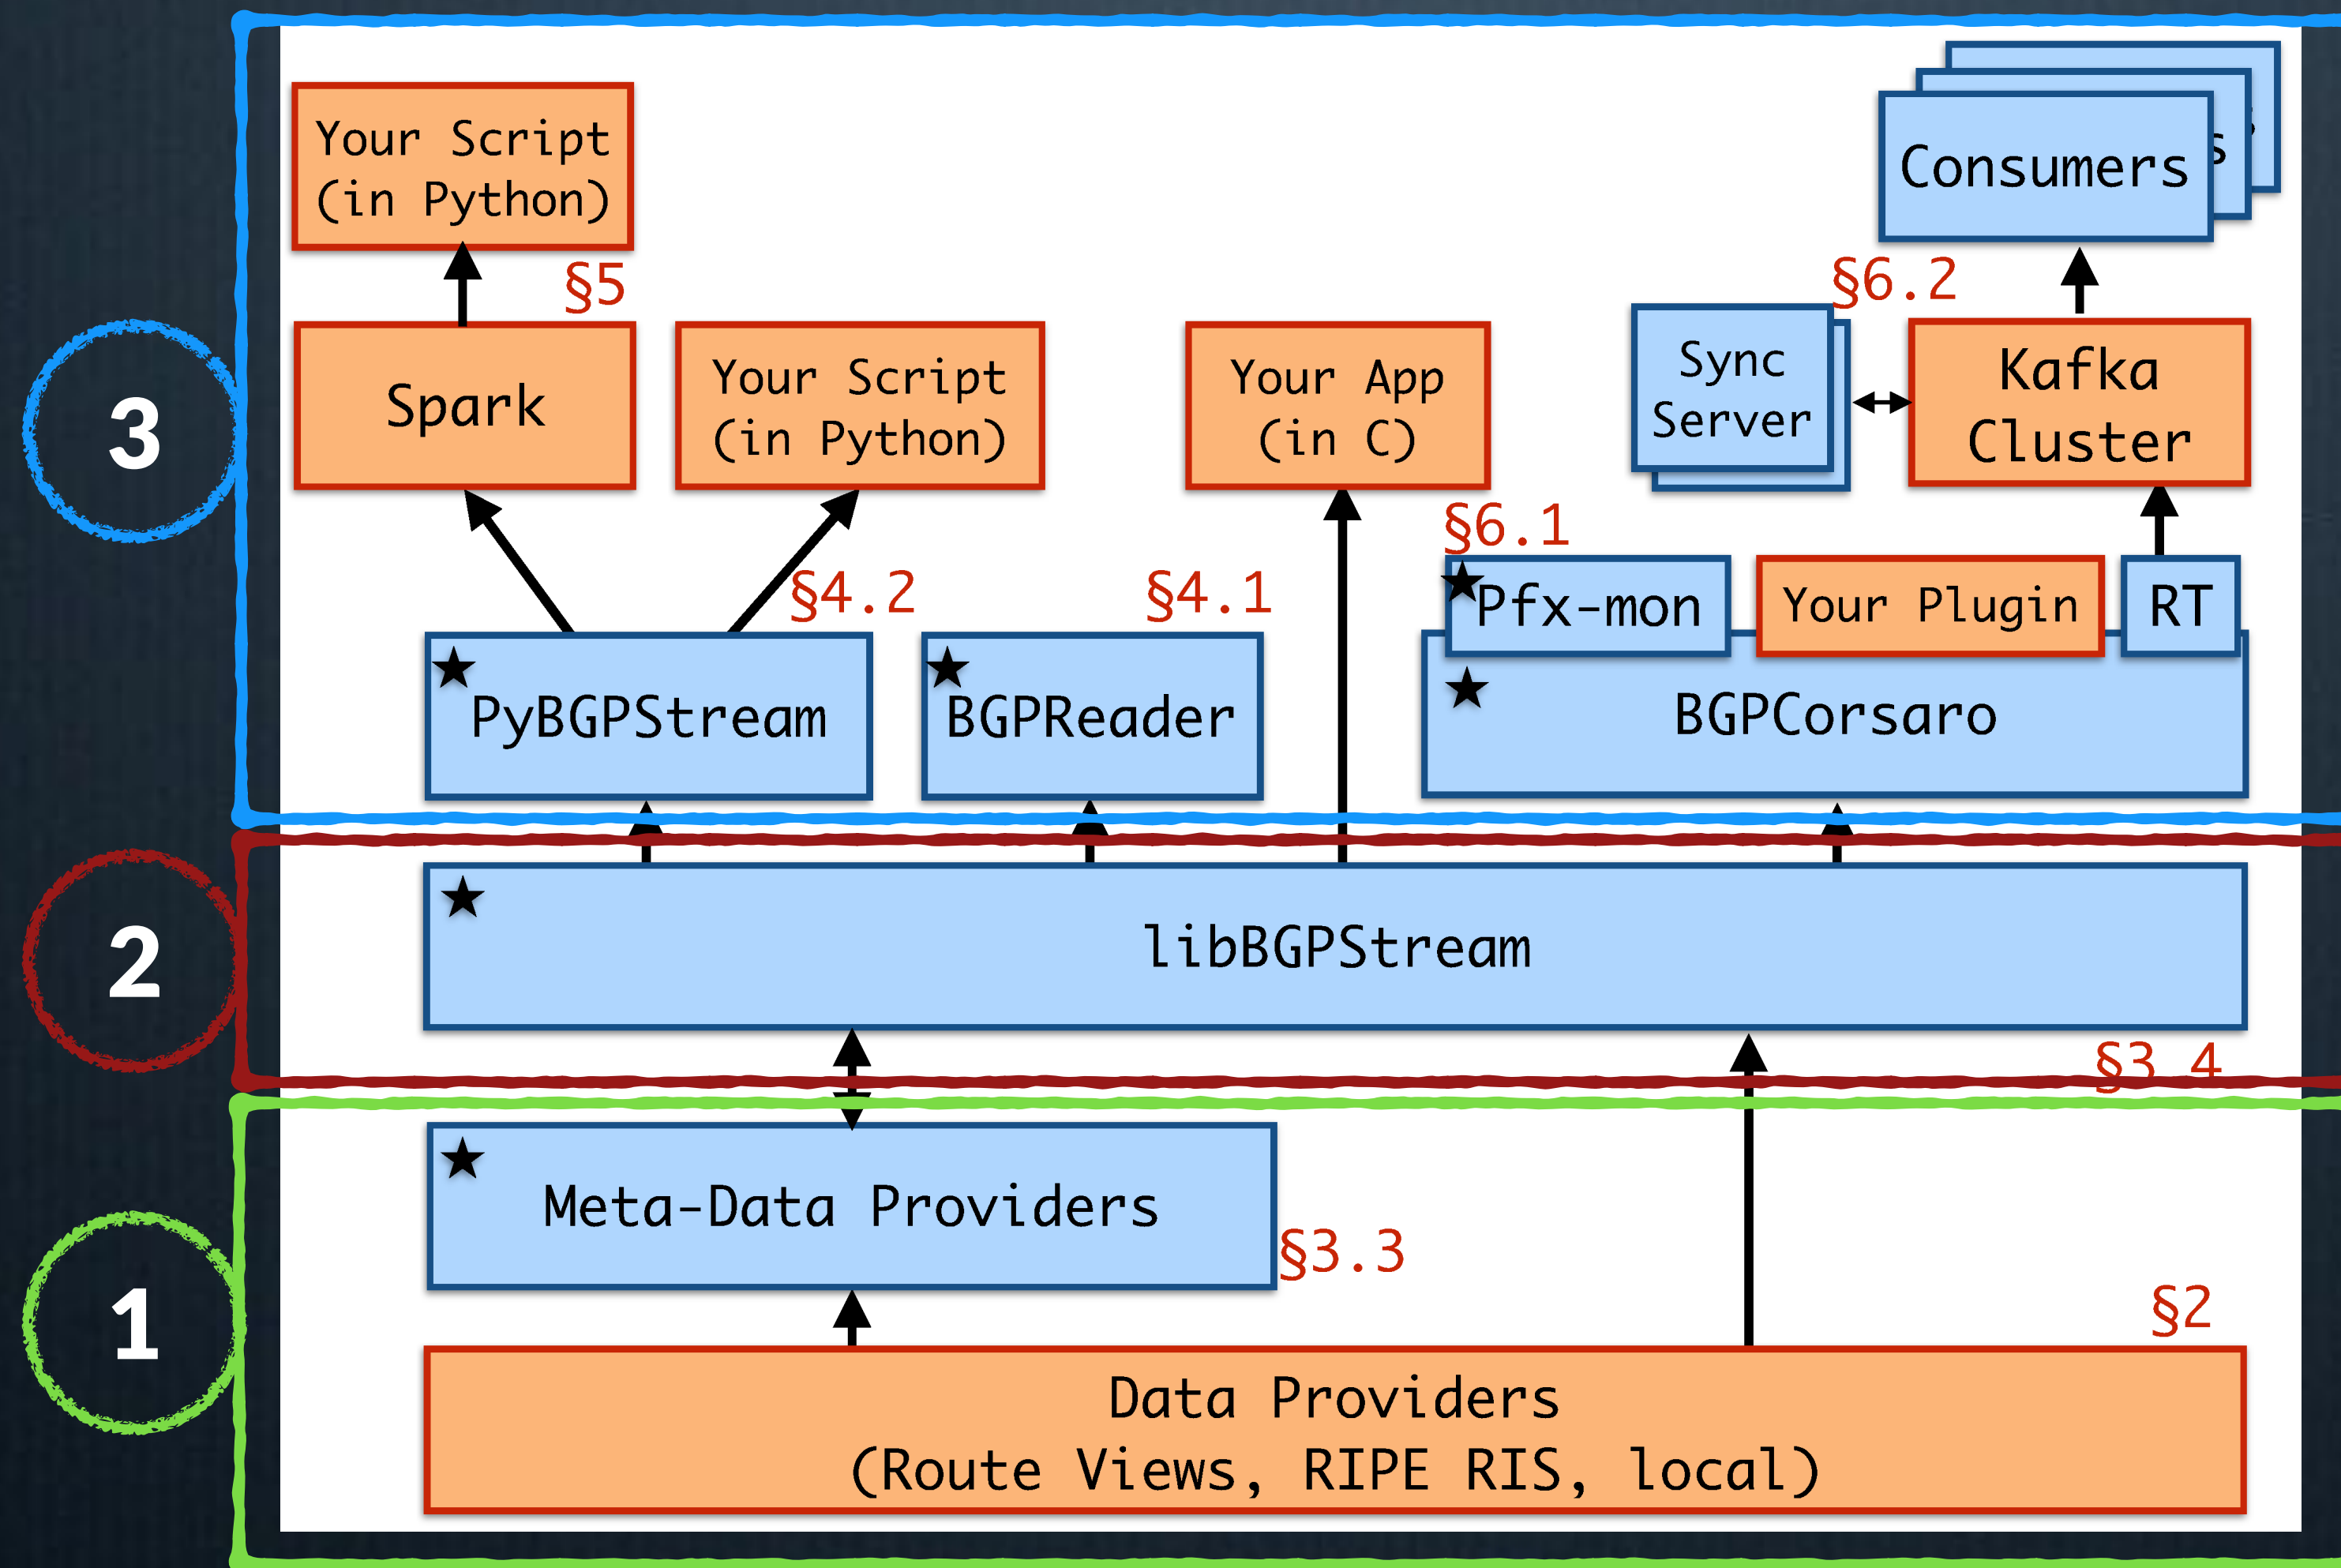 Your Script
(in Python)
Consumers
s
§5
§6.2
Spark
Your Script
(in Python)
Your App
(in C)
Sync
Server
Kafka
Cluster
3
§6.1
§4.2
§4.1
Pfx-mon
Your Plugin
RT
PyBGPStream
BGPReader
BGPCorsaro
2
libBGPStream
§3.4
Meta-Data Providers
§3.3
1
§2
Data Providers
(Route Views, RIPE RIS, local)